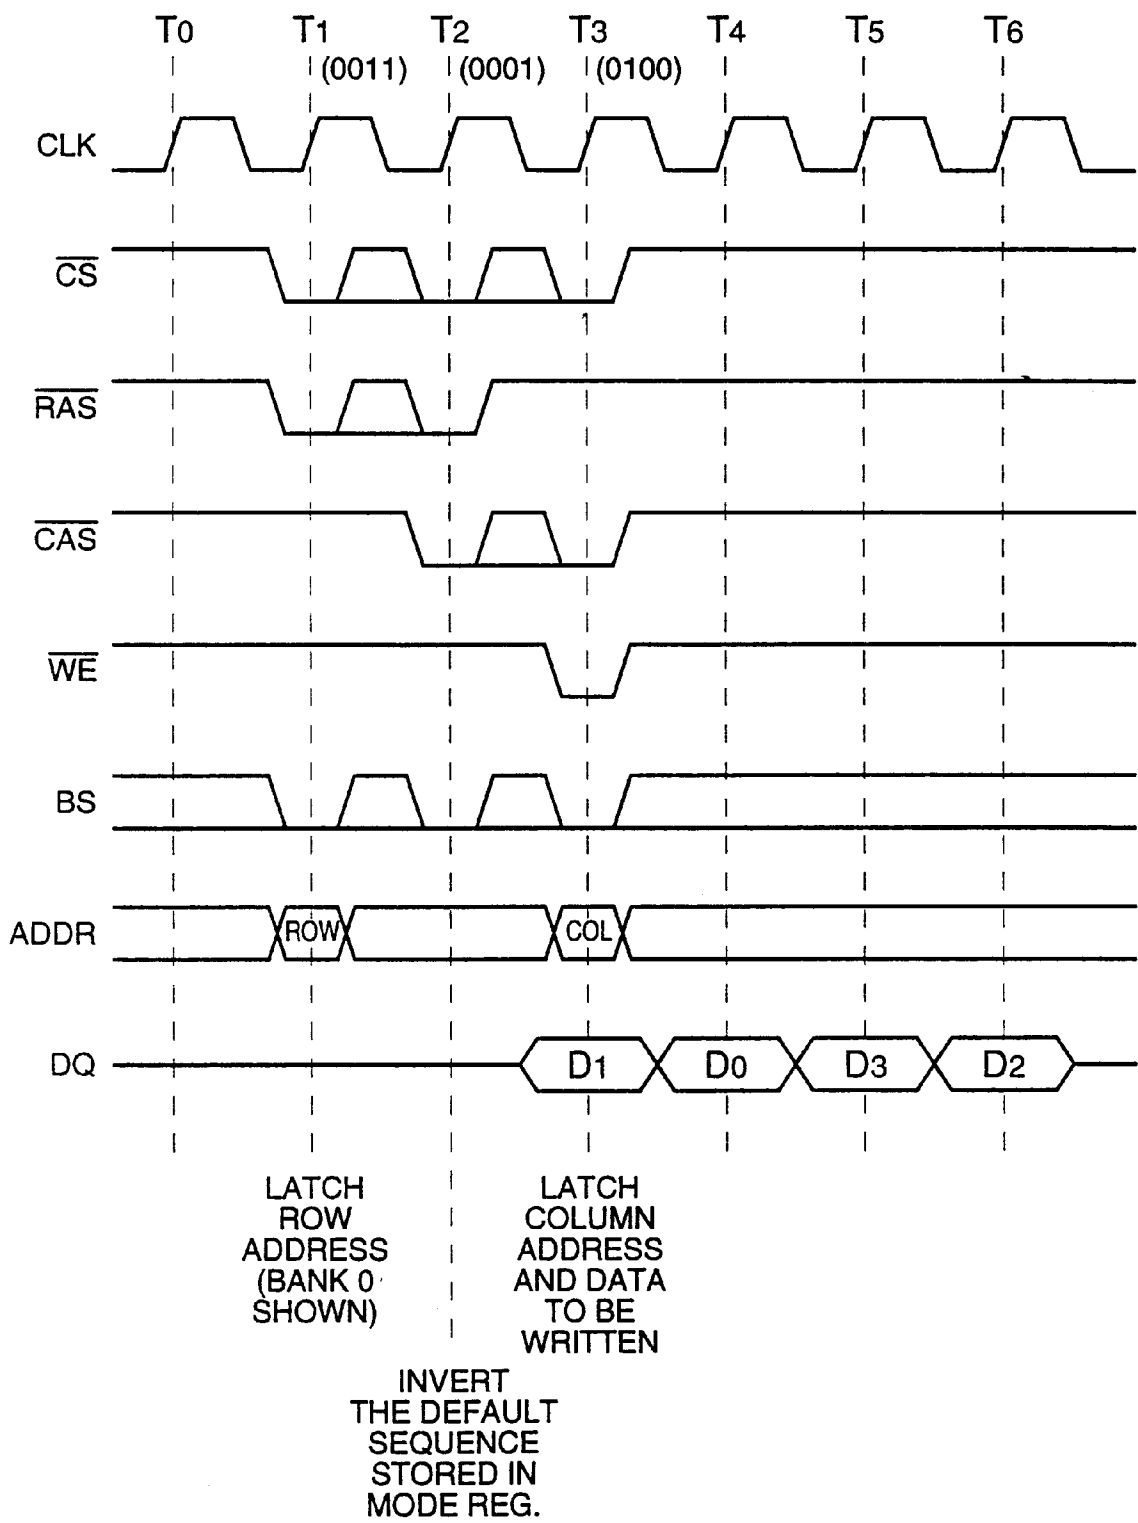 T0 T1 T2 T3 T4 T5 T6
(0011) (0001) (0100)
CLK
CS
RAS
CAS
WE
BS
ADDR ROW COL
DQ D1 D0 D3 D2
LATCH
ROW
ADDRESS
(BANK 0
SHOWN)
LATCH
COLUMN
ADDRESS
AND DATA
TO BE
WRITTEN
INVERT
THE DEFAULT
SEQUENCE
STORED IN
MODE REG.